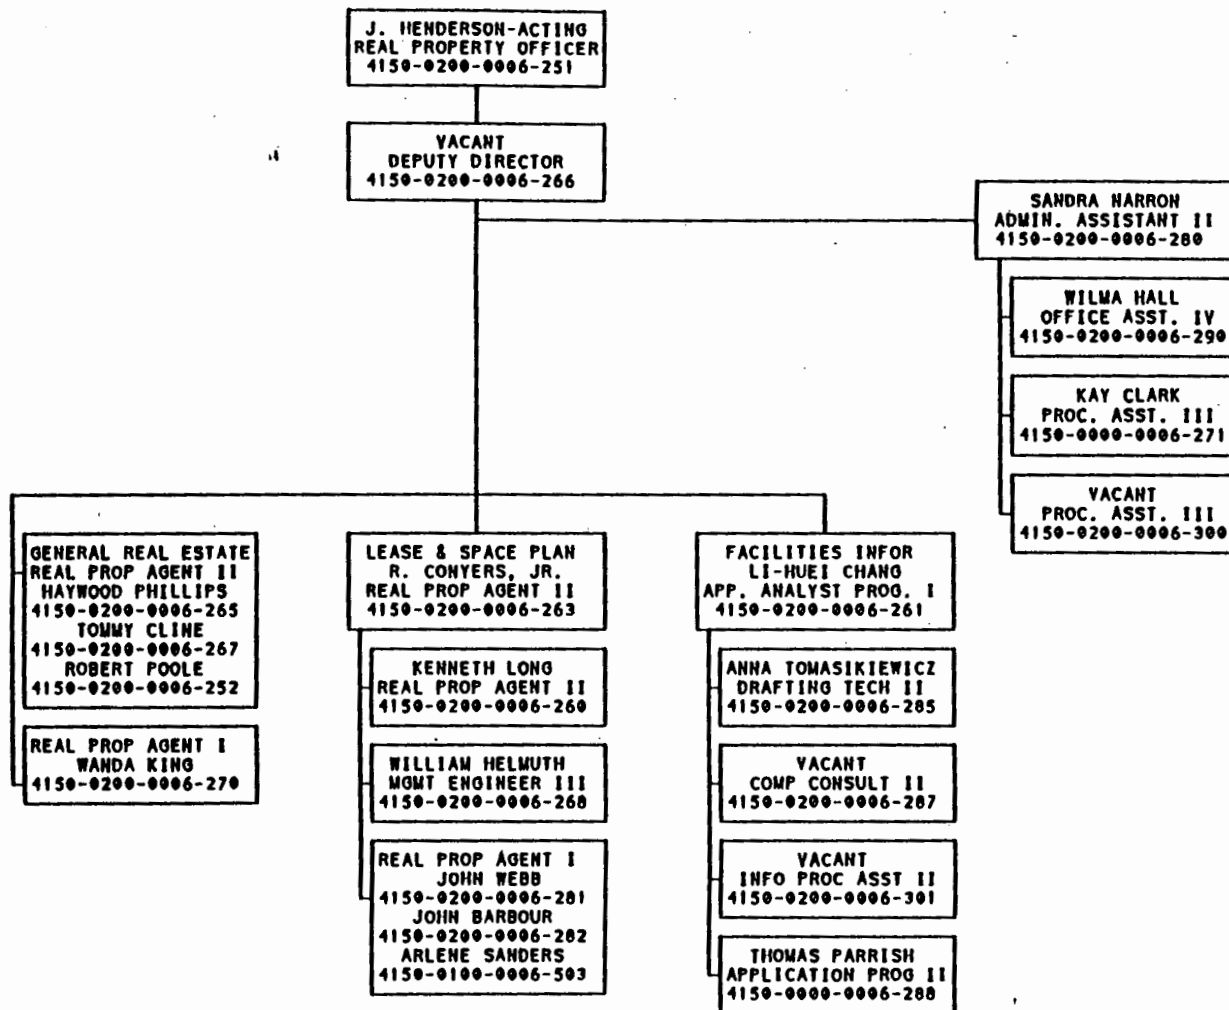 J. HENDERSON-ACTING
REAL PROPERTY OFFICER
4150-0200-0006-251
VACANT
DEPUTY DIRECTOR
4150-0200-0006-266
SANDRA NARRON
ADMIN. ASSISTANT II
4150-0200-0006-280
WILMA HALL
OFFICE ASST. IV
4150-0200-0006-290
KAY CLARK
PROC. ASST. III
4150-0000-0006-271
VACANT
PROC. ASST. III
4150-0200-0006-300
GENERAL REAL ESTATE
REAL PROP AGENT II
HAYWOOD PHILLIPS
4150-0200-0006-265
TOMMY CLINE
4150-0200-0006-267
ROBERT POOLE
4150-0200-0006-252
REAL PROP AGENT I
WANDA KING
4150-0200-0006-270
LEASE & SPACE PLAN
R. CONYERS, JR.
REAL PROP AGENT II
4150-0200-0006-263
KENNETH LONG
REAL PROP AGENT II
4150-0200-0006-260
WILLIAM HELMUTH
MGMT ENGINEER III
4150-0200-0006-268
REAL PROP AGENT I
JOHN WEBB
4150-0200-0006-281
JOHN BARBOUR
4150-0200-0006-282
ARLENE SANDERS
4150-0100-0006-503
FACILITIES INFOR
LI-HUEI CHANG
APP. ANALYST PROG. I
4150-0200-0006-261
ANNA TOMASIKIEWICZ
DRAFTING TECH II
4150-0200-0006-285
VACANT
COMP CONSULT II
4150-0200-0006-287
VACANT
INFO PROC ASST II
4150-0200-0006-301
THOMAS PARRISH
APPLICATION PROG II
4150-0000-0006-288